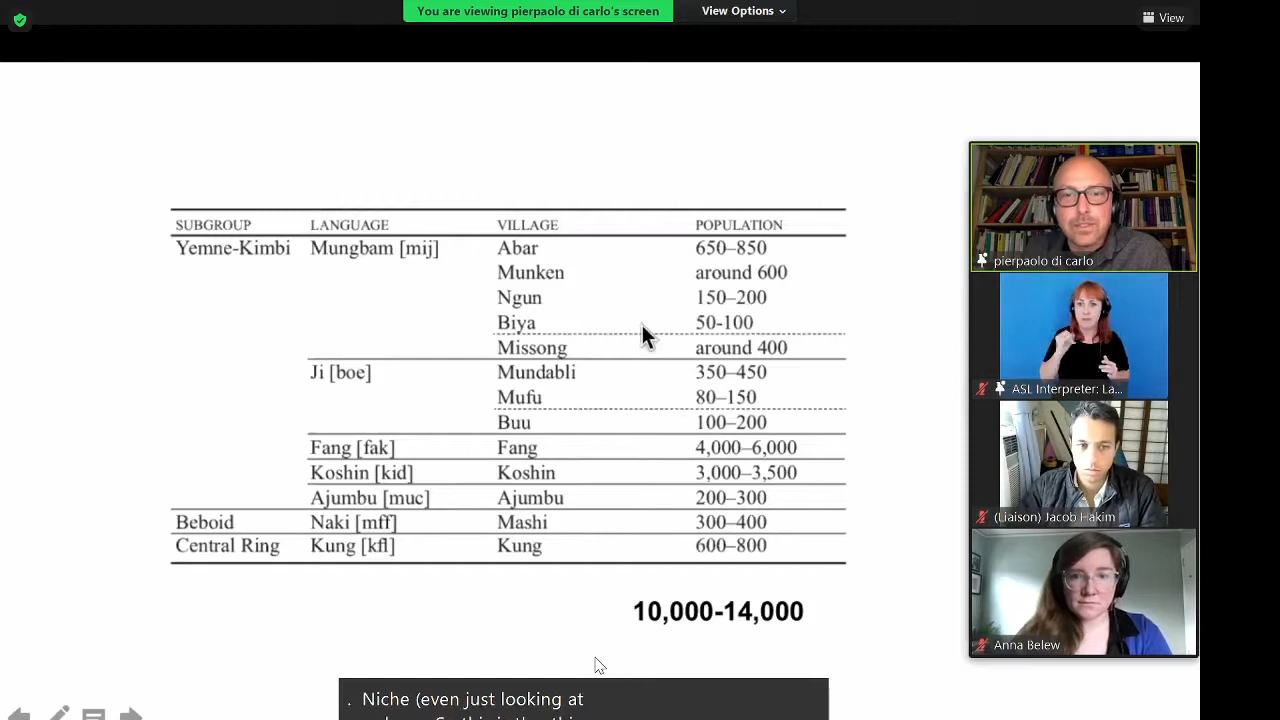 You are viewing pierpaolo di carlo's screen View Options
View
SUBGROUP LANGUAGE VILLAGE POPULATION
Yemne-Kimbi Mungbam [mij] Abar 650–850
Munken around 600
Ngun 150–200
Biya 50-100
Missong around 400
Ji [boe] Mundabli 350–450
Mufu 80–150
Buu 100–200
Fang [fak] Fang 4,000–6,000
Koshin [kid] Koshin 3,000–3,500
Ajumbu [muc] Ajumbu 200–300
Beboid Naki [mff] Mashi 300–400
Central Ring Kung [kfl] Kung 600–800
10,000-14,000
pierpaolo di carlo
ASL Interpreter: La...
(Liaison) Jacob Hakim
Anna Belew
. Niche (even just looking at